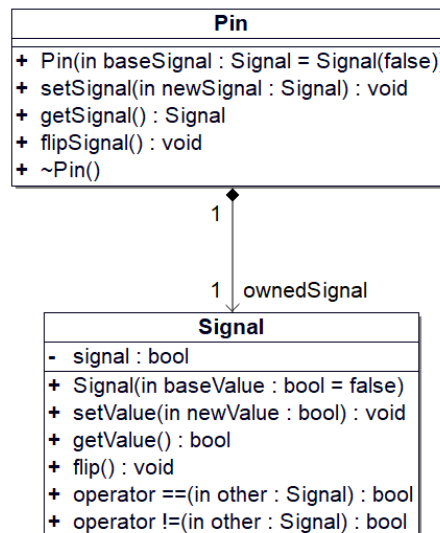 Pin
+ Pin(in baseSignal : Signal = Signal(false))
+ setSignal(in newSignal : Signal) : void
+ getSignal() : Signal
+ flipSignal() : void
+ ~Pin()
1
1 ownedSignal
Signal
- signal : bool
+ Signal(in baseValue : bool = false)
+ setValue(in newValue : bool) : void
+ getValue() : bool
+ flip() : void
+ operator ==(in other : Signal) : bool
+ operator !=(in other : Signal) : bool